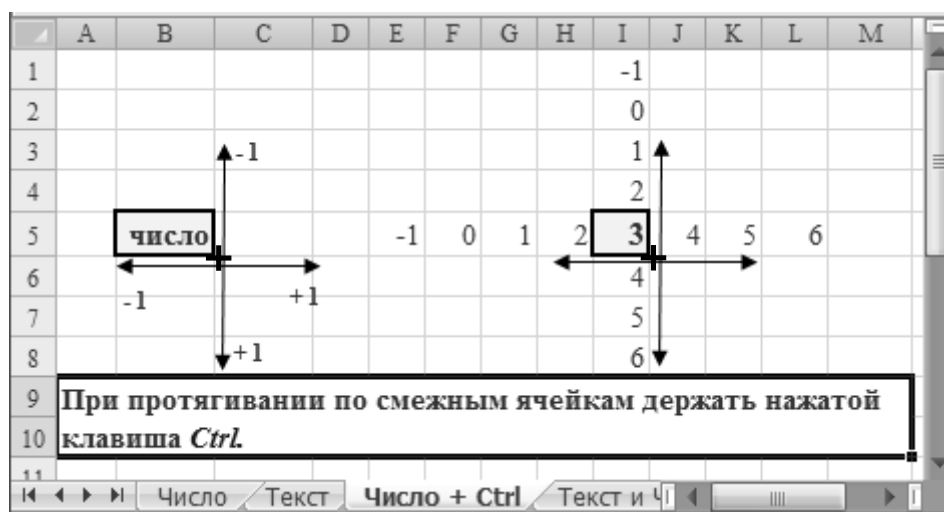 A B C D E F G H I J K L M
1 -1
2 0
3 -1 1
4 2
5 число -1 0 1 2 3 4 5 6
6 4
7 -1 +1 5
8 +1 6
9 При протягивании по смежным ячейкам держать нажатой
10 клавиша Ctrl.
11
Число Текст Число + Ctrl Текст и